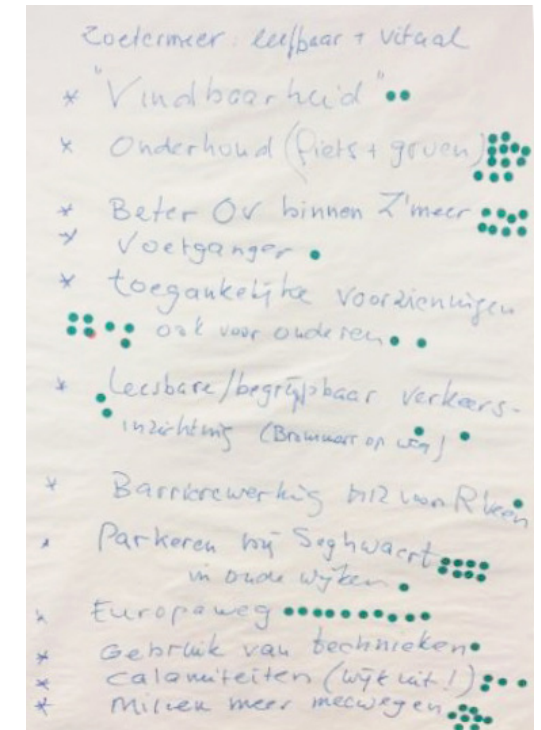 Zoetermeer: leefbaar + vitaal
* "Vindbaarheid"
* Onderhoud (fiets + groen)
* Beter OV binnen Z'meer
* Voetganger
* toegankelijke voorzieningen
ook voor ouderen
* Leesbare/begrijpbaar verkeers-
inrichting (Brommers op weg)
* Barrièrewerking A12
* Parkeren bij Seghwaert
in oude wijken
* Europaweg
* Gebruik van technieken
* Calamiteiten (wijk uit!)
* Milieu meer meewegen